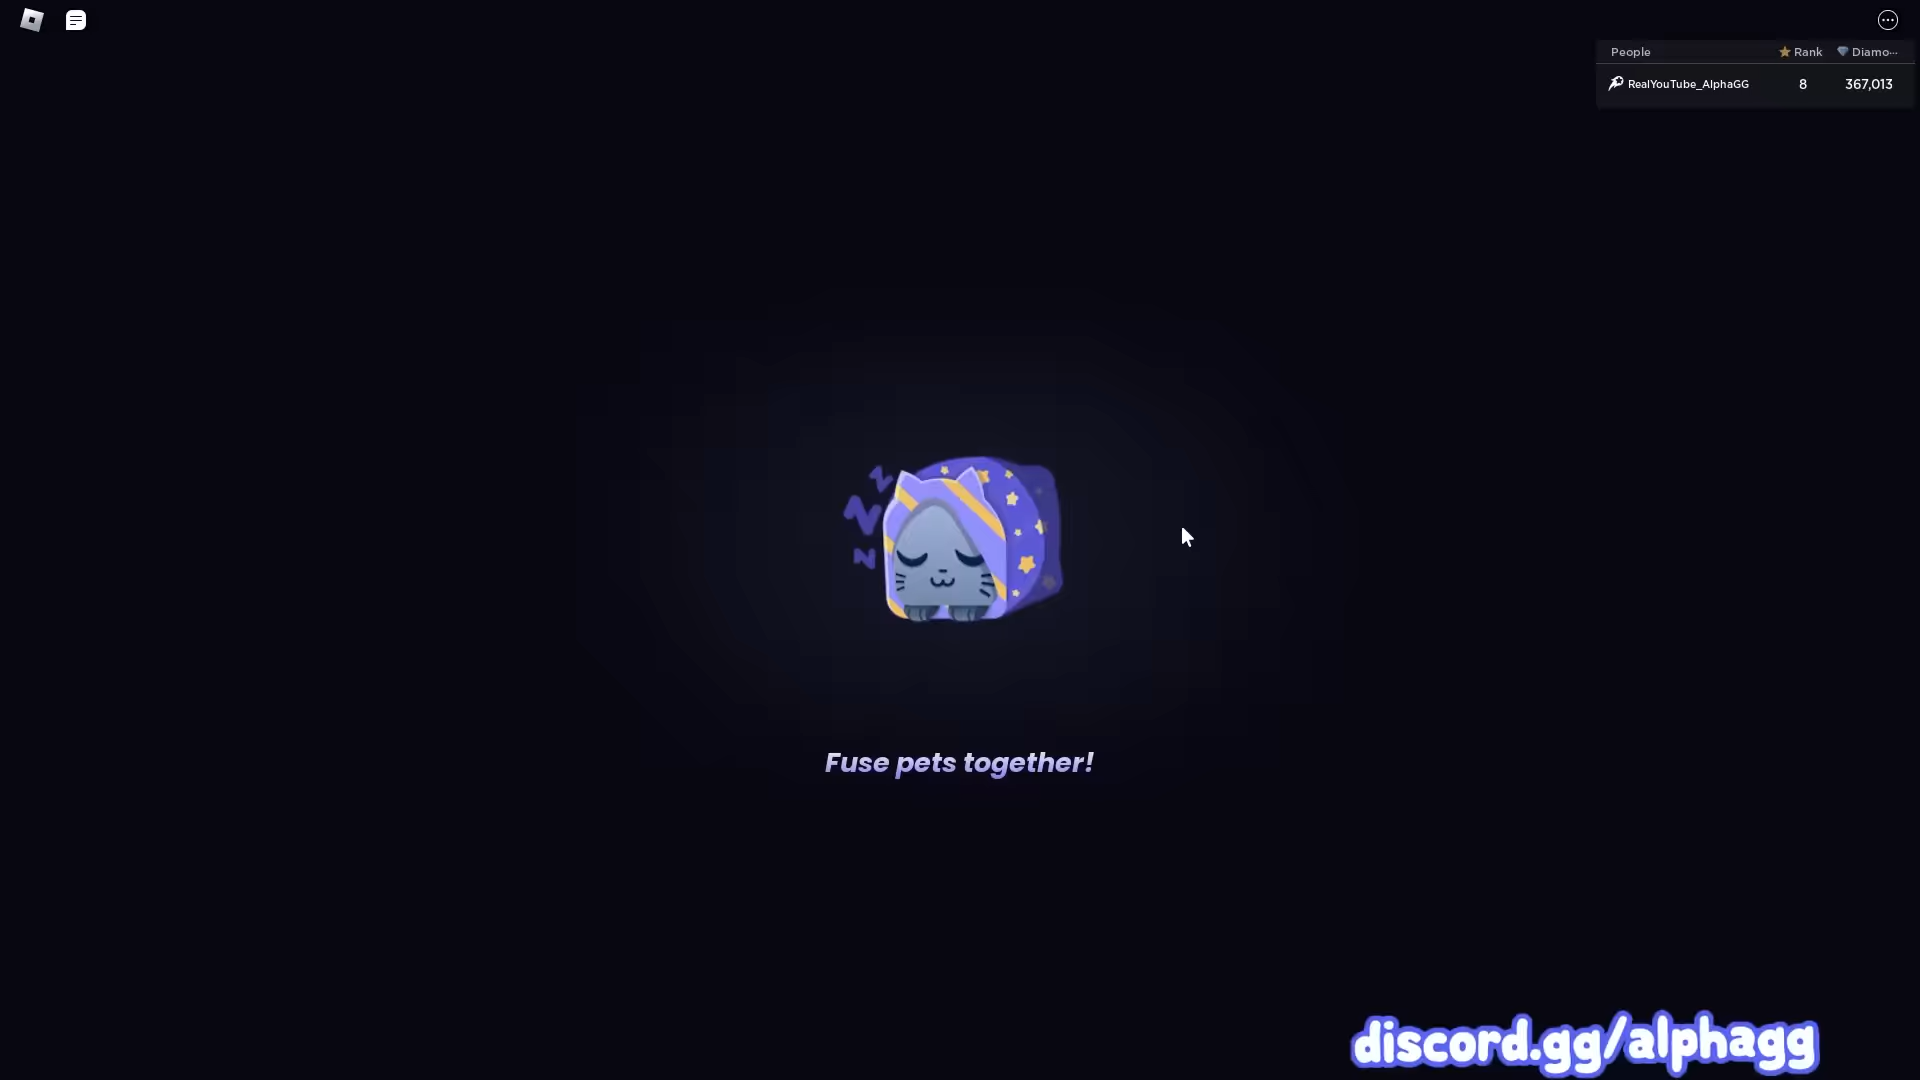 People ★ Rank Diamo...
RealYouTube_AlphaGG 8 367,013
Z
Z
Z
Fuse pets together!
discord.gg/alphagg